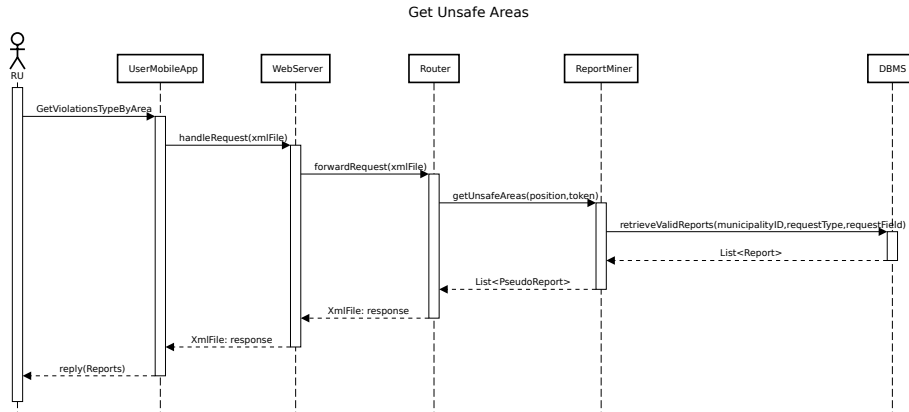 Get Unsafe Areas
RU
UserMobileApp
WebServer
Router
ReportMiner
DBMS
GetViolationsTypeByArea
handleRequest(xmlFile)
forwardRequest(xmlFile)
getUnsafeAreas(position,token)
retrieveValidReports(municipalityID,requestType,requestField)
List<Report>
List<PseudoReport>
XmlFile: response
XmlFile: response
reply(Reports)